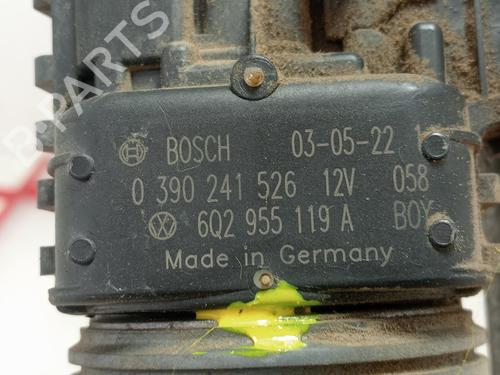 BOSCH 03-05-22
0 390 241 526 12V 058
6Q2 955 119 A BOY
Made in Germany
B-PARTS